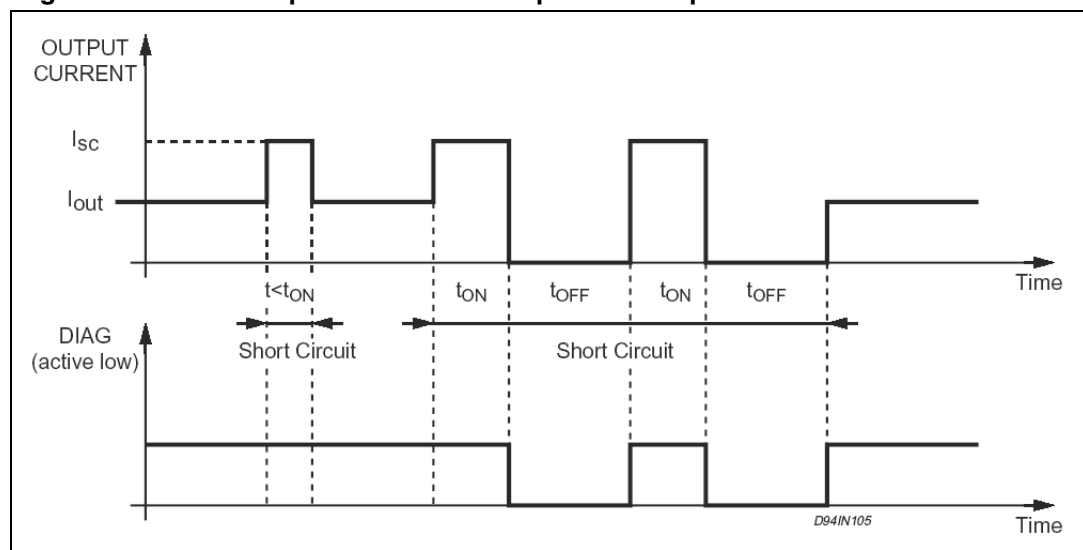 OUTPUT
CURRENT
Isc
Iout
Time
t<tON
tON
tOFF
tON
tOFF
DIAG
(active low)
Short Circuit
Short Circuit
D94IN105
Time